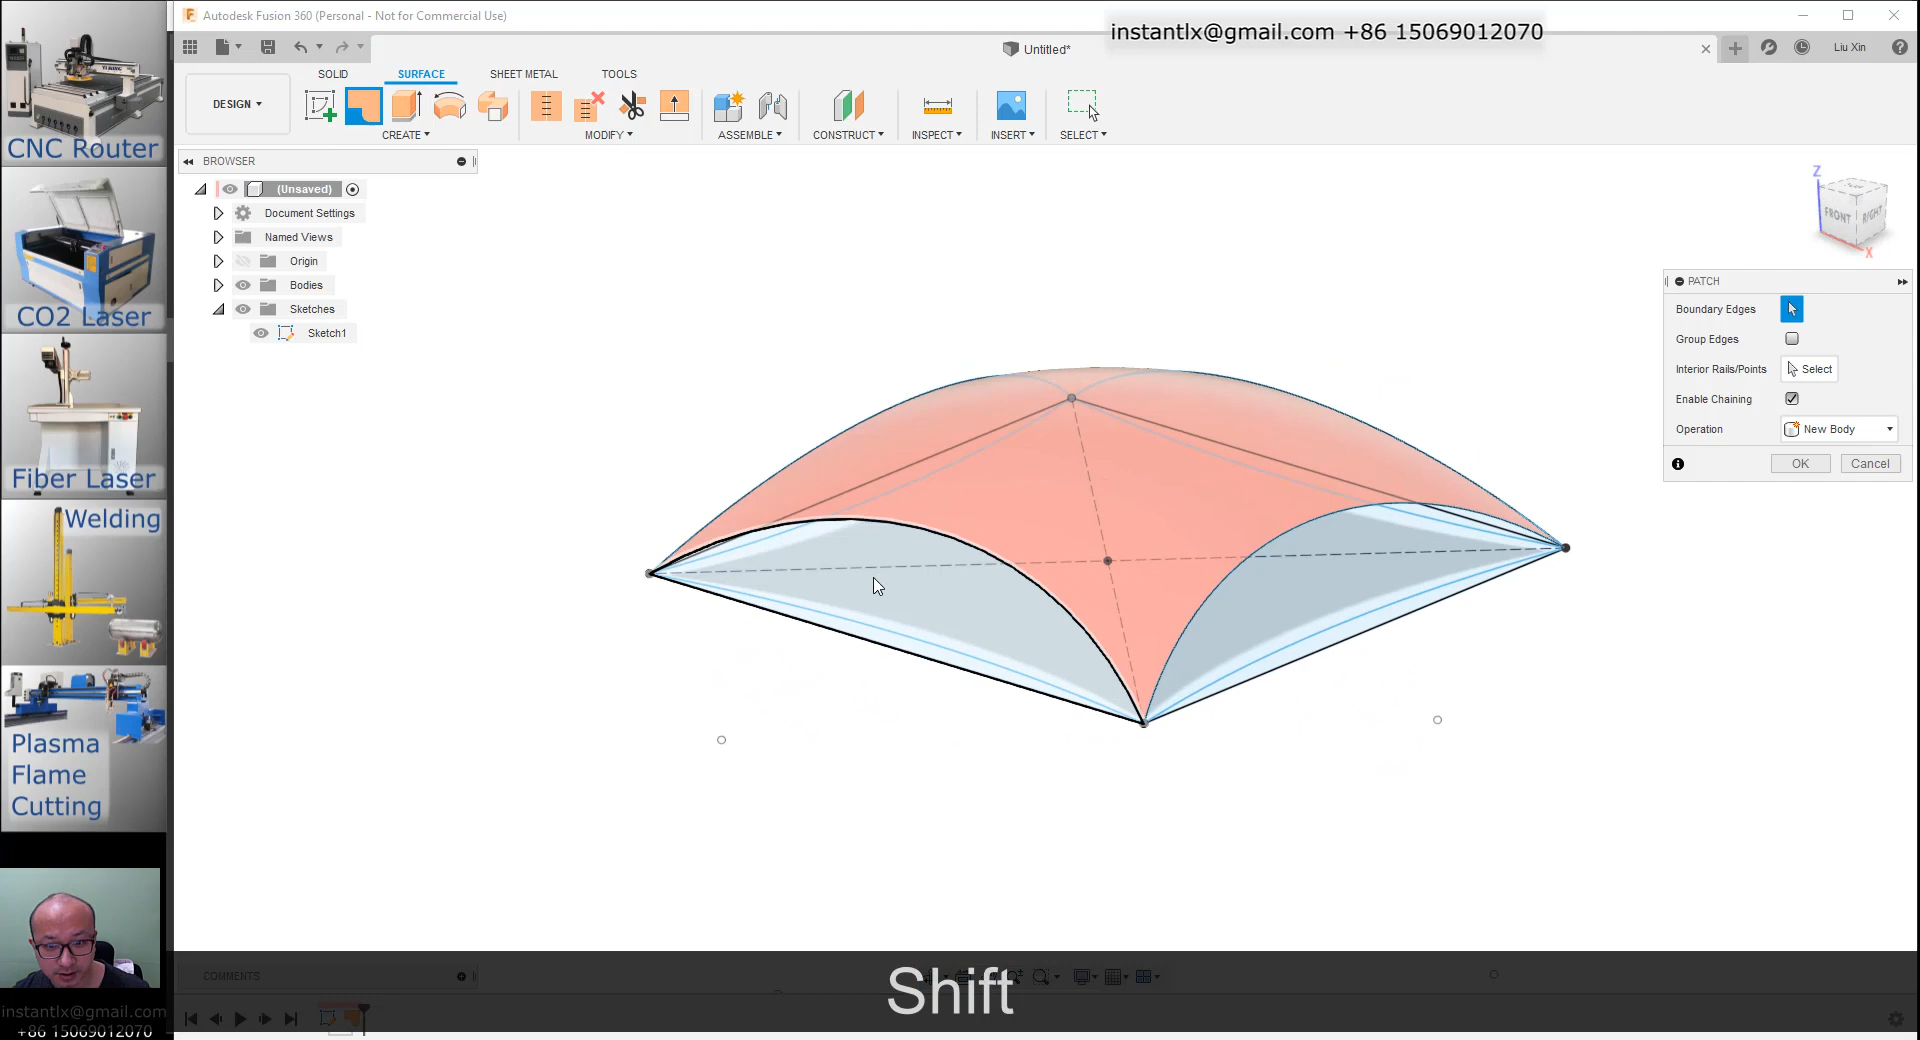 Autodesk Fusion 360 (Personal - Not for Commercial Use)
instantlx@gmail.com +86 15069012070
Untitled*
Liu Xin
DESIGN
SOLID
SURFACE
SHEET METAL
TOOLS
CREATE
MODIFY
ASSEMBLE
CONSTRUCT
INSPECT
INSERT
SELECT
BROWSER
(Unsaved)
Document Settings
Named Views
Origin
Bodies
Sketches
Sketch1
Z
FRONT
RIGHT
X
PATCH
Boundary Edges
Group Edges
Interior Rails/Points
Select
Enable Chaining
Operation
New Body
OK
Cancel
CNC Router
CO2 Laser
Fiber Laser
Welding
Plasma
Flame
Cutting
instantlx@gmail.com
+86 15069012070
COMMENTS
Shift